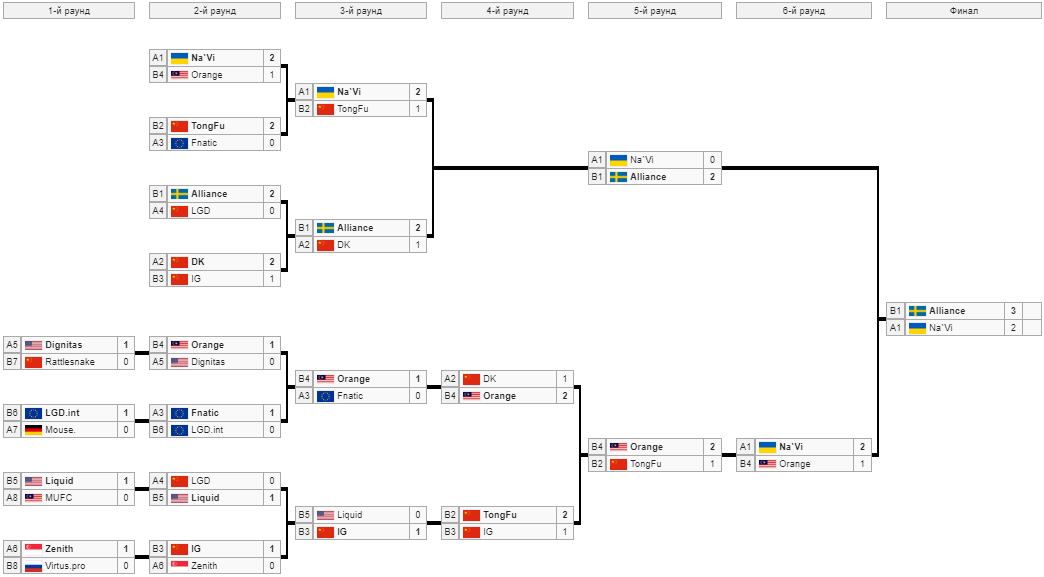 1-й раунд 2-й раунд 3-й раунд 4-й раунд 5-й раунд 6-й раунд Финал
A1 Na`Vi 2
B4 Orange 1
A1 Na`Vi 2
B2 TongFu 1
B2 TongFu 2
A3 Fnatic 0
A1 Na`Vi 0
B1 Alliance 2
B1 Alliance 2
A4 LGD 0
B1 Alliance 2
A2 DK 1
A2 DK 2
B3 IG 1
B1 Alliance 3
A1 Na`Vi 2
A5 Dignitas 1 B4 Orange 1
B7 Rattlesnake 0 A5 Dignitas 0
B4 Orange 1 A2 DK 1
A3 Fnatic 0 B4 Orange 2
B6 LGD.int 1 A3 Fnatic 1
A7 Mouse. 0 B6 LGD.int 0
B4 Orange 2 A1 Na`Vi 2
B2 TongFu 1 B4 Orange 1
B5 Liquid 1 A4 LGD 0
A8 MUFC 0 B5 Liquid 1
B5 Liquid 0 B2 TongFu 2
B3 IG 1 B3 IG 1
A6 Zenith 1 B3 IG 1
B8 Virtus.pro 0 A6 Zenith 0